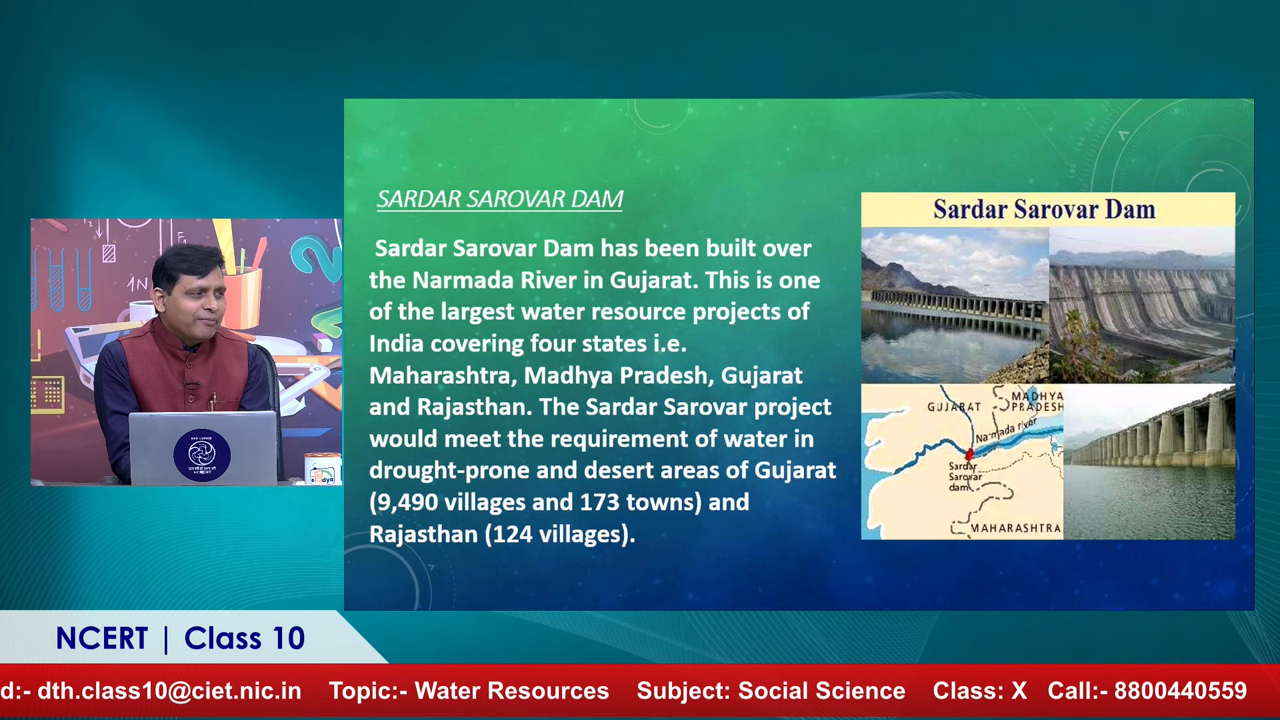 SARDAR SAROVAR DAM
Sardar Sarovar Dam has been built over
the Narmada River in Gujarat. This is one
of the largest water resource projects of
India covering four states i.e.
Maharashtra, Madhya Pradesh, Gujarat
and Rajasthan. The Sardar Sarovar project
would meet the requirement of water in
drought-prone and desert areas of Gujarat
(9,490 villages and 173 towns) and
Rajasthan (124 villages).
Sardar Sarovar Dam
GUJARAT
MADHYA
PRADESH
Narmada river
Sardar
Sarovar
dam
MAHARASHTRA
1N
NCERT | Class 10
d:- dth.class10@ciet.nic.in Topic:- Water Resources Subject: Social Science Class: X Call:- 8800440559